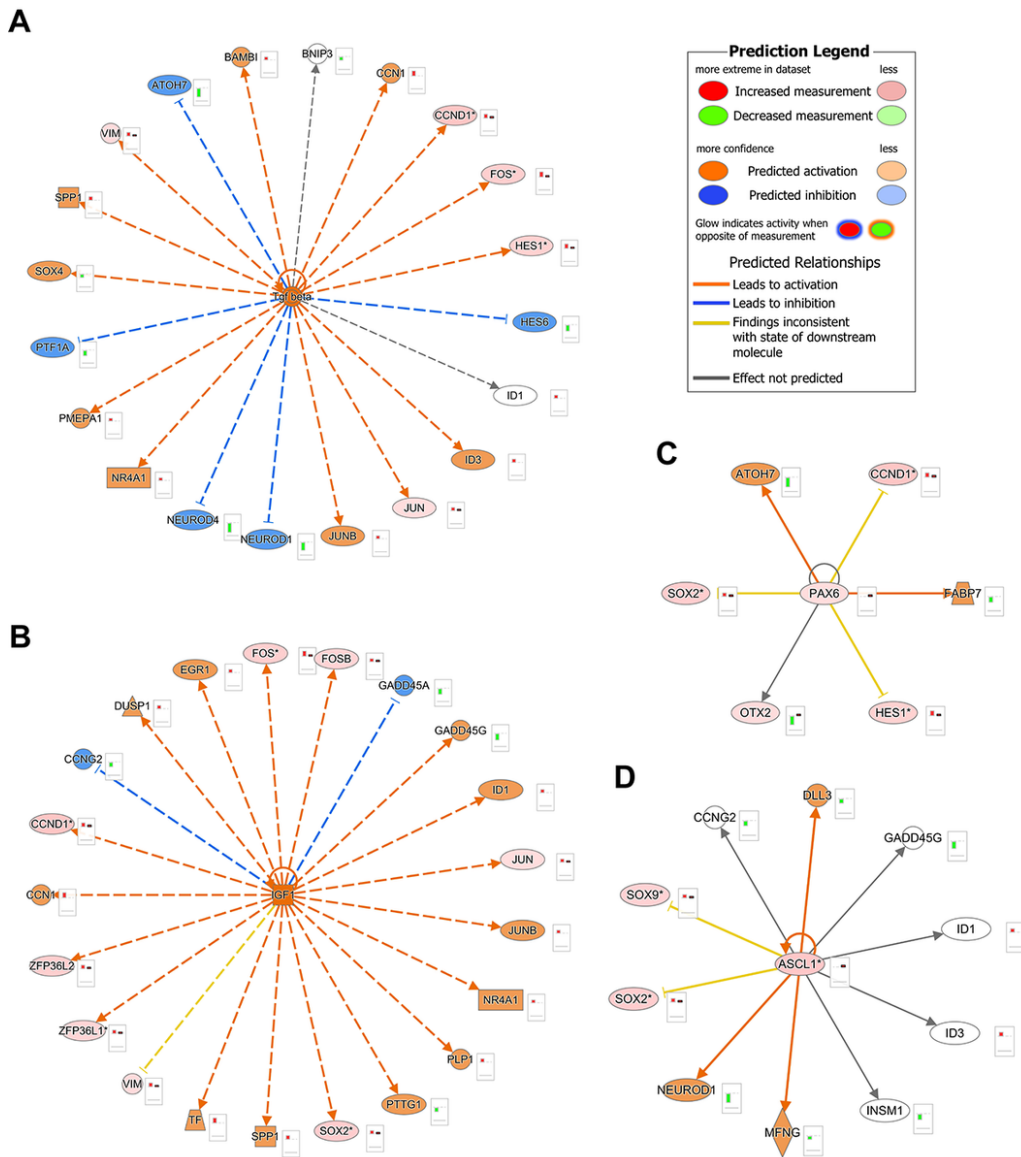 A
BNIP3
BAMBI
CCN1
ATOH7
CCND1*
VIM
FOS*
SPP1
HES1*
SOX4
Tgf beta
HES6
PTF1A
ID1
PMEPA1
ID3
NR4A1
JUN
NEUROD4
NEUROD1
JUNB
Prediction Legend
more extreme in dataset less
Increased measurement
Decreased measurement
more confidence less
Predicted activation
Predicted inhibition
Glow indicates activity when
opposite of measurement
Predicted Relationships
Leads to activation
Leads to inhibition
Findings inconsistent
with state of downstream
molecule
Effect not predicted
B
FOS*
FOSB
EGR1
GADD45A
DUSP1
GADD45G
CCNG2
ID1
CCND1*
JUN
CCN1
IGF1
JUNB
ZFP36L2
NR4A1
ZFP36L1*
PLP1
VIM
PTTG1
TF
SPP1
SOX2*
C
ATOH7
CCND1*
SOX2*
PAX6
FABP7
OTX2
HES1*
D
DLL3
CCNG2
GADD45G
SOX9*
ID1
ASCL1*
SOX2*
ID3
NEUROD1
INSM1
MFNG